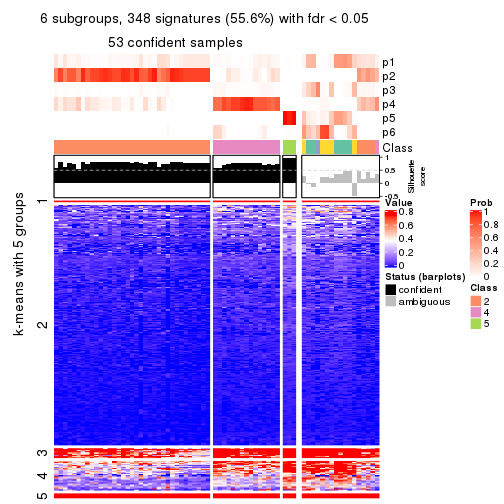 6 subgroups, 348 signatures (55.6%) with fdr < 0.05
53 confident samples
p1
p2
p3
p4
p5
p6
Class
1
0.5
0
-0.5
Silhouette
score
k-means with 5 groups
1
2
3
4
5
Value
0.8
0.6
0.4
0.2
0
Status (barplots)
confident
ambiguous
Prob
1
0.8
0.6
0.4
0.2
0
Class
2
4
5